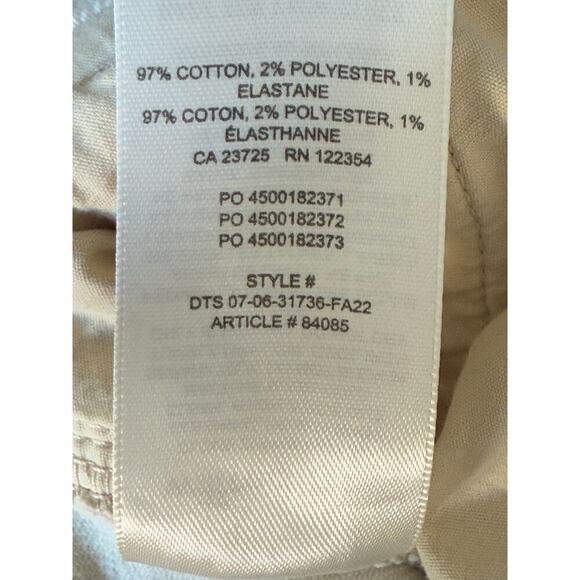 97% COTTON, 2% POLYESTER, 1%
ELASTANE
97% COTON, 2% POLYESTER, 1%
ÉLASTHANNE
CA 23725 RN 122354
PO 4500182371
PO 4500182372
PO 4500182373
STYLE #
DTS 07-06-31736-FA22
ARTICLE # 84085